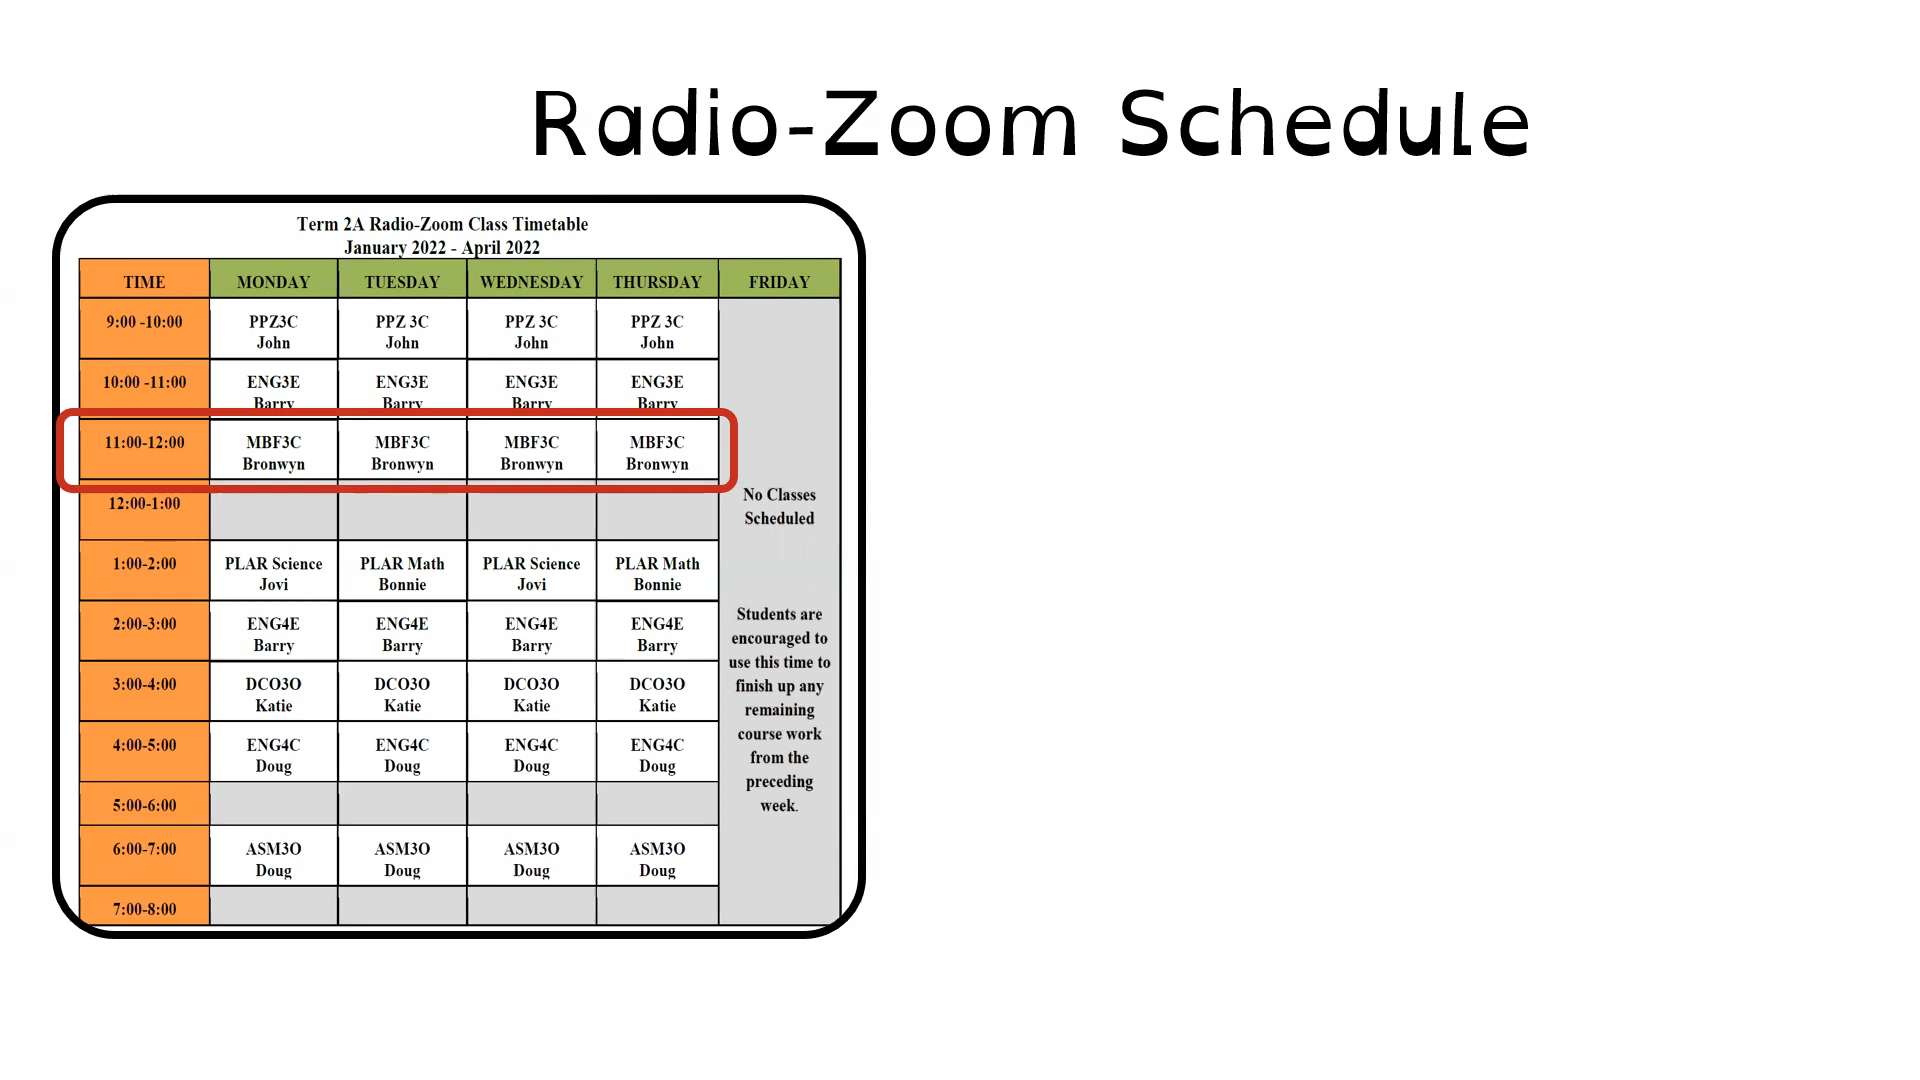 Radio-Zoom Schedule
Term 2A Radio-Zoom Class Timetable
January 2022 - April 2022
TIME MONDAY TUESDAY WEDNESDAY THURSDAY FRIDAY
9:00 -10:00 PPZ3C PPZ 3C PPZ 3C PPZ 3C
John John John John
10:00 -11:00 ENG3E ENG3E ENG3E ENG3E
Barry Barry Barry Barry
11:00-12:00 MBF3C MBF3C MBF3C MBF3C
Bronwyn Bronwyn Bronwyn Bronwyn
12:00-1:00
1:00-2:00 PLAR Science PLAR Math PLAR Science PLAR Math
Jovi Bonnie Jovi Bonnie
2:00-3:00 ENG4E ENG4E ENG4E ENG4E
Barry Barry Barry Barry
3:00-4:00 DCO3O DCO3O DCO3O DCO3O
Katie Katie Katie Katie
4:00-5:00 ENG4C ENG4C ENG4C ENG4C
Doug Doug Doug Doug
5:00-6:00
6:00-7:00 ASM3O ASM3O ASM3O ASM3O
Doug Doug Doug Doug
7:00-8:00
No Classes
Scheduled
Students are
encouraged to
use this time to
finish up any
remaining
course work
from the
preceding
week.